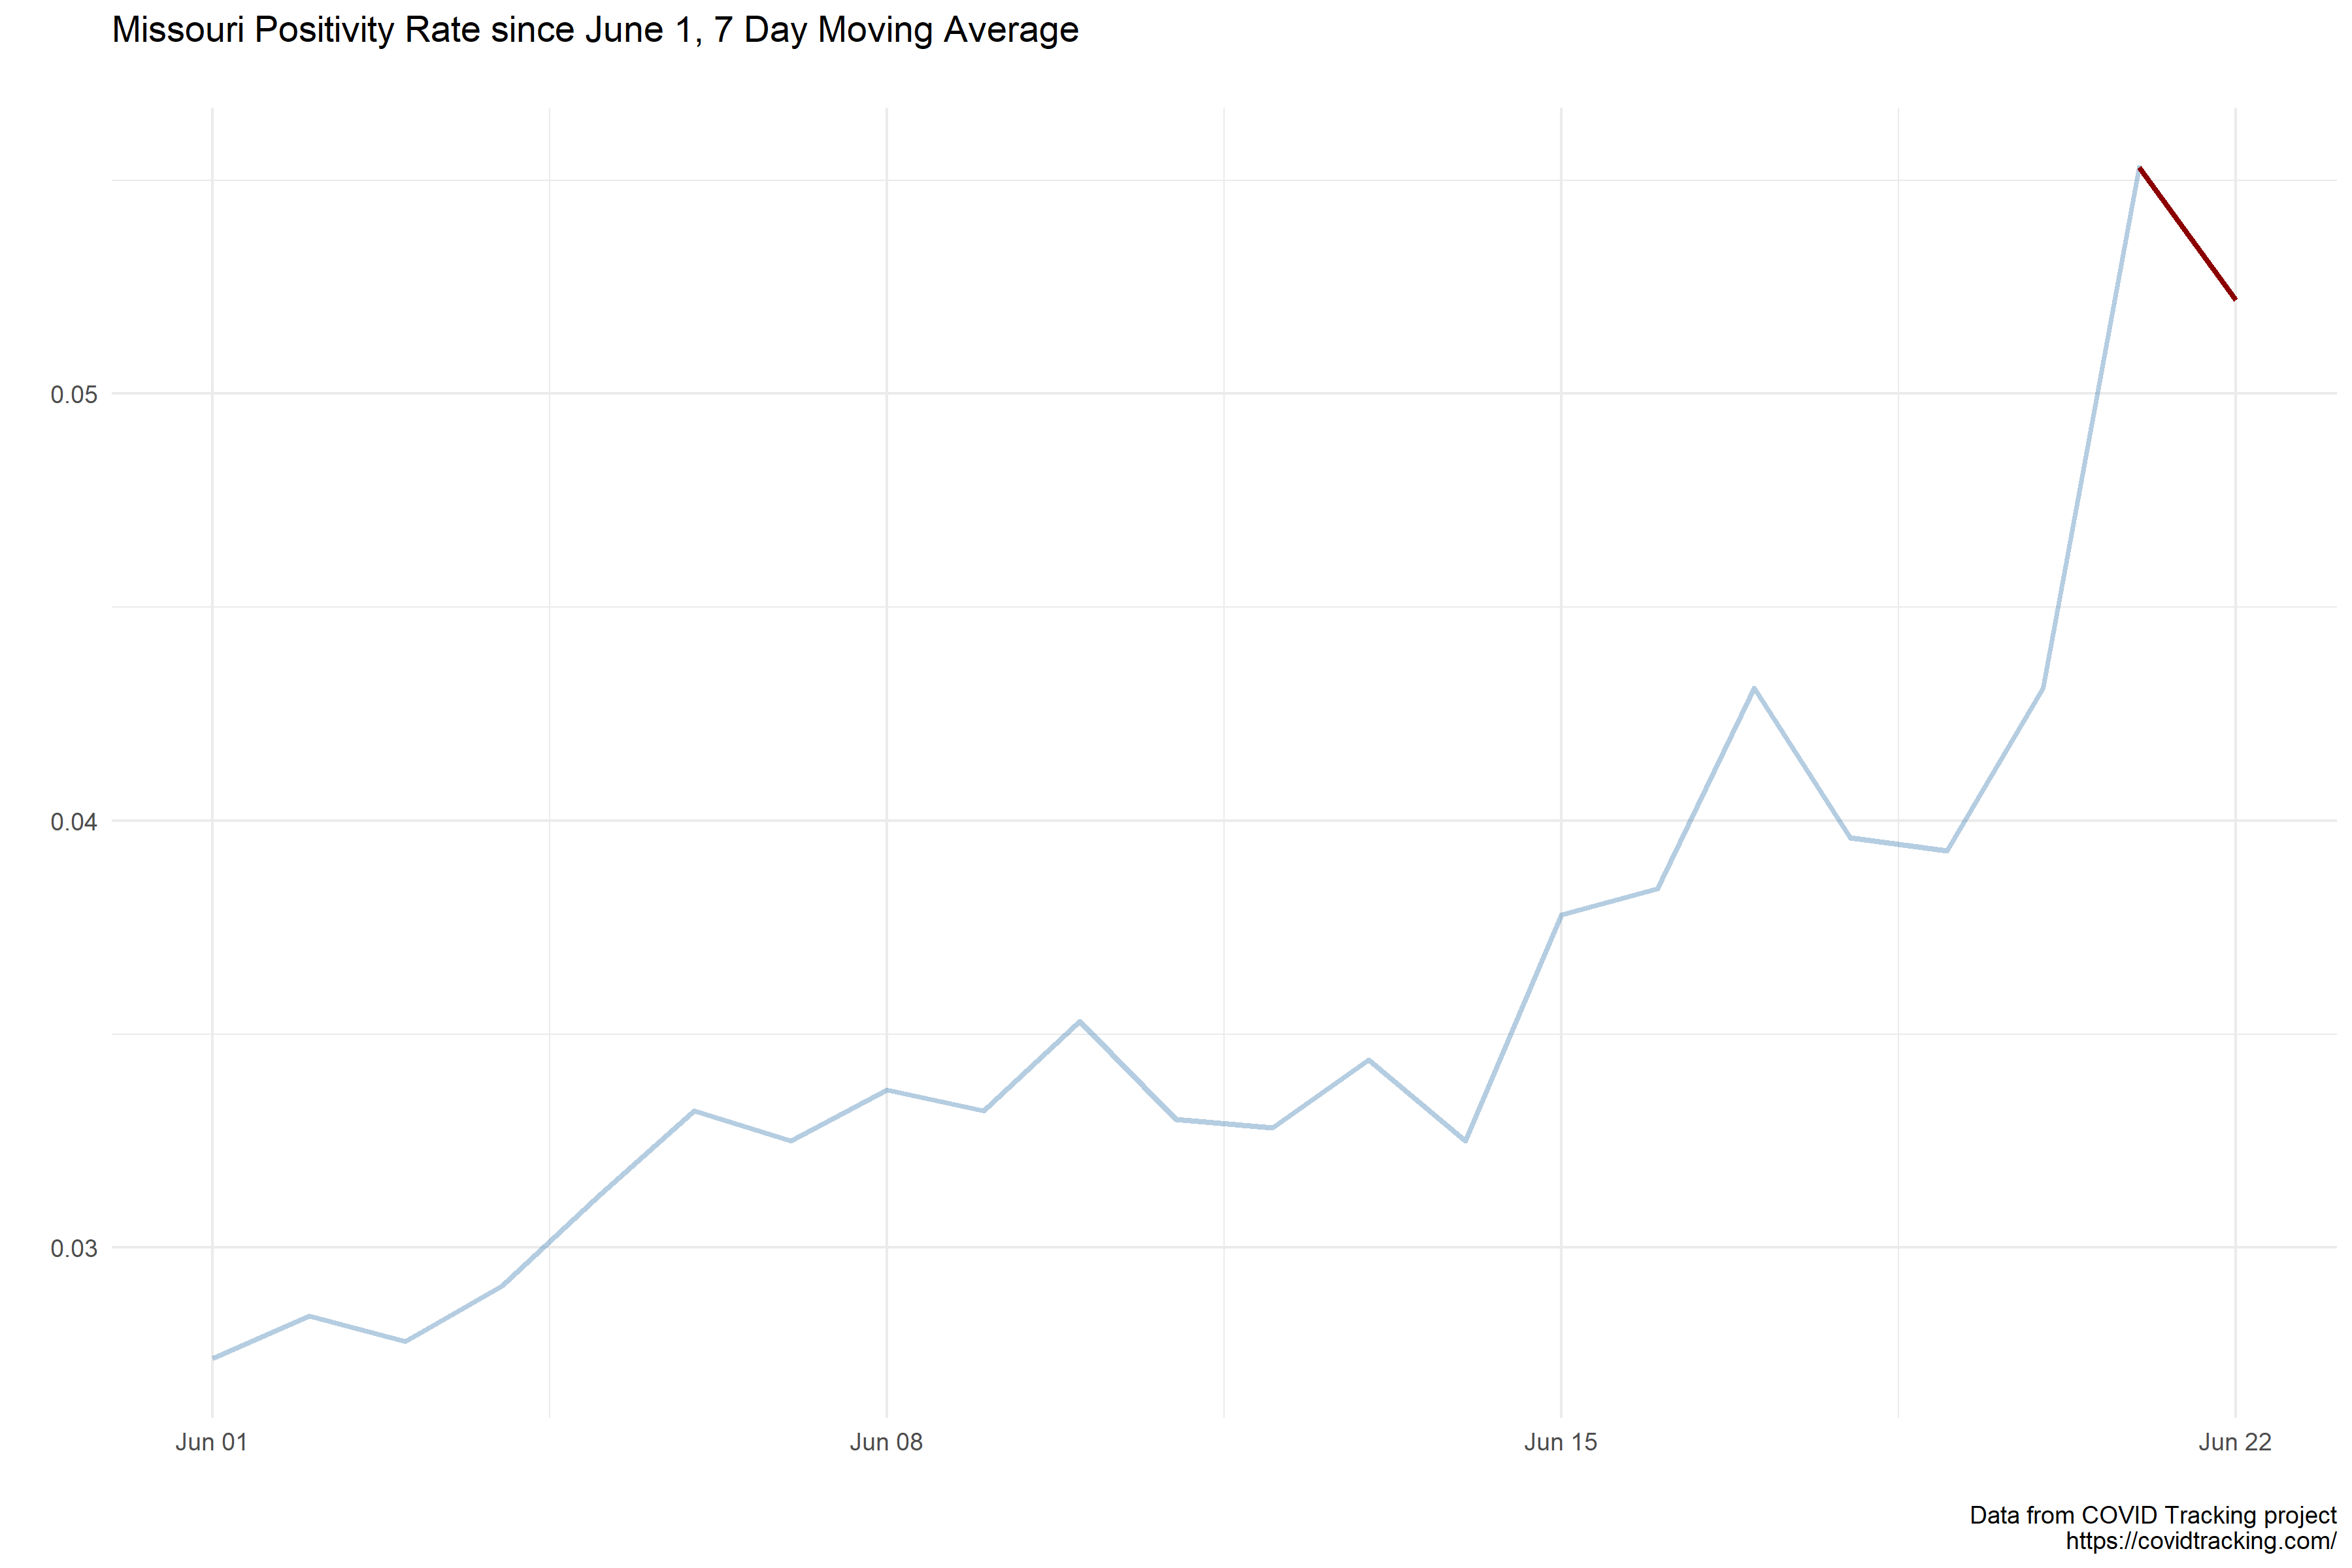 Missouri Positivity Rate since June 1, 7 Day Moving Average
0.05
0.04
0.03
Jun 01
Jun 08
Jun 15
Jun 22
Data from COVID Tracking project
https://covidtracking.com/